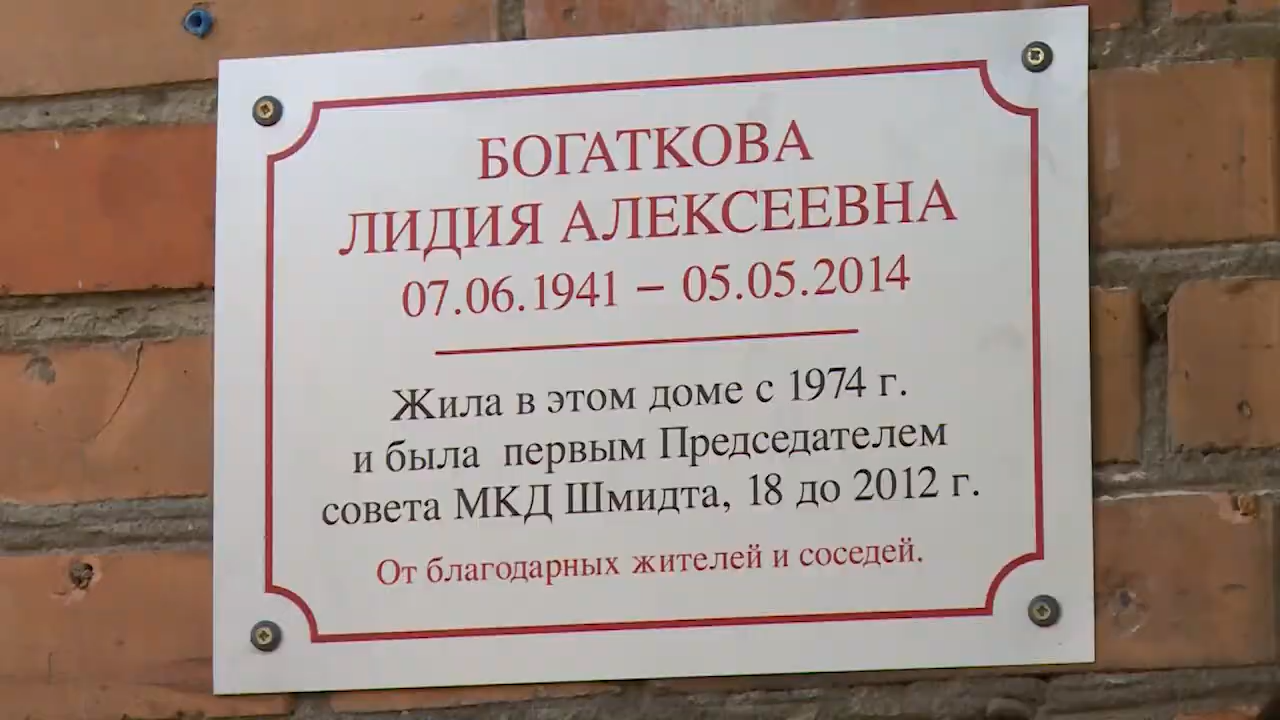 БОГАТКОВА
ЛИДИЯ АЛЕКСЕЕВНА
07.06.1941 – 05.05.2014
Жила в этом доме с 1974 г.
и была первым Председателем
совета МКД Шмидта, 18 до 2012 г.
От благодарных жителей и соседей.